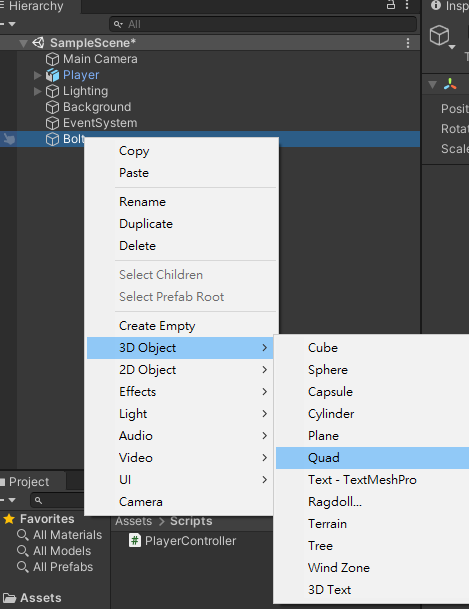 Hierarchy
Inspe
All
SampleScene*
Main Camera
Player
Lighting
Background
EventSystem
Bolt
Positi
Rotat
Scale
Copy
Paste
Rename
Duplicate
Delete
Select Children
Select Prefab Root
Create Empty
3D Object
2D Object
Effects
Light
Audio
Video
UI
Camera
Cube
Sphere
Capsule
Cylinder
Plane
Quad
Text - TextMeshPro
Ragdoll...
Terrain
Tree
Wind Zone
3D Text
Project
Favorites
All Materials
All Models
All Prefabs
Assets
Assets > Scripts
PlayerController